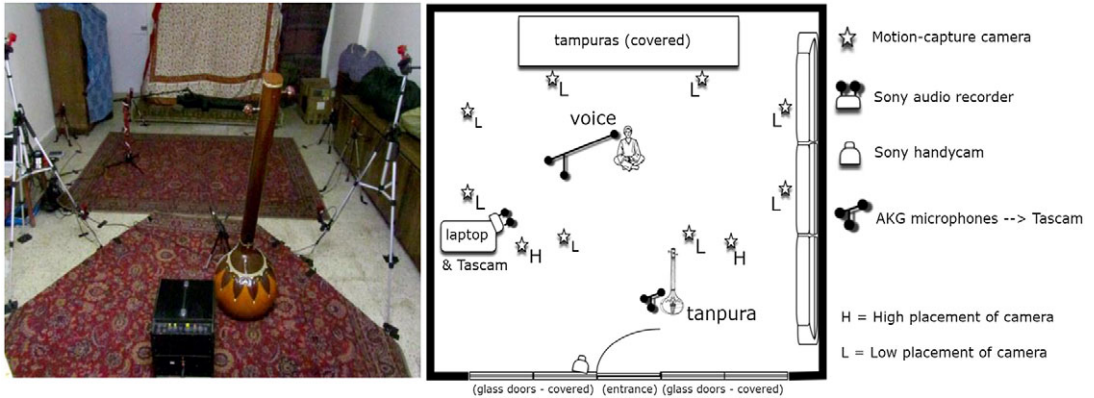 tampuras (covered)
L
L
L
L
voice
L
L
laptop
& Tascam
H
L
L
H
tanpura
(glass doors - covered)
(entrance)
(glass doors - covered)
Motion-capture camera
Sony audio recorder
Sony handycam
AKG microphones --> Tascam
H = High placement of camera
L = Low placement of camera